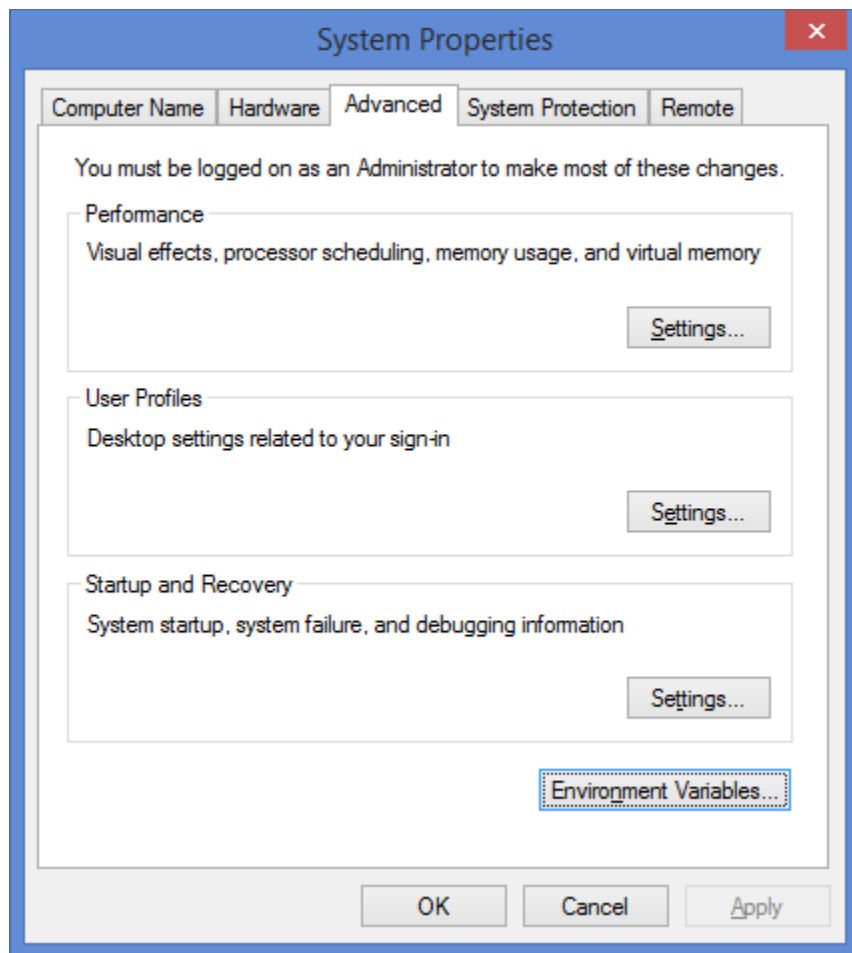 System Properties
Computer Name Hardware Advanced System Protection Remote
You must be logged on as an Administrator to make most of these changes.
Performance
Visual effects, processor scheduling, memory usage, and virtual memory
Settings...
User Profiles
Desktop settings related to your sign-in
Settings...
Startup and Recovery
System startup, system failure, and debugging information
Settings...
Environment Variables...
OK Cancel Apply